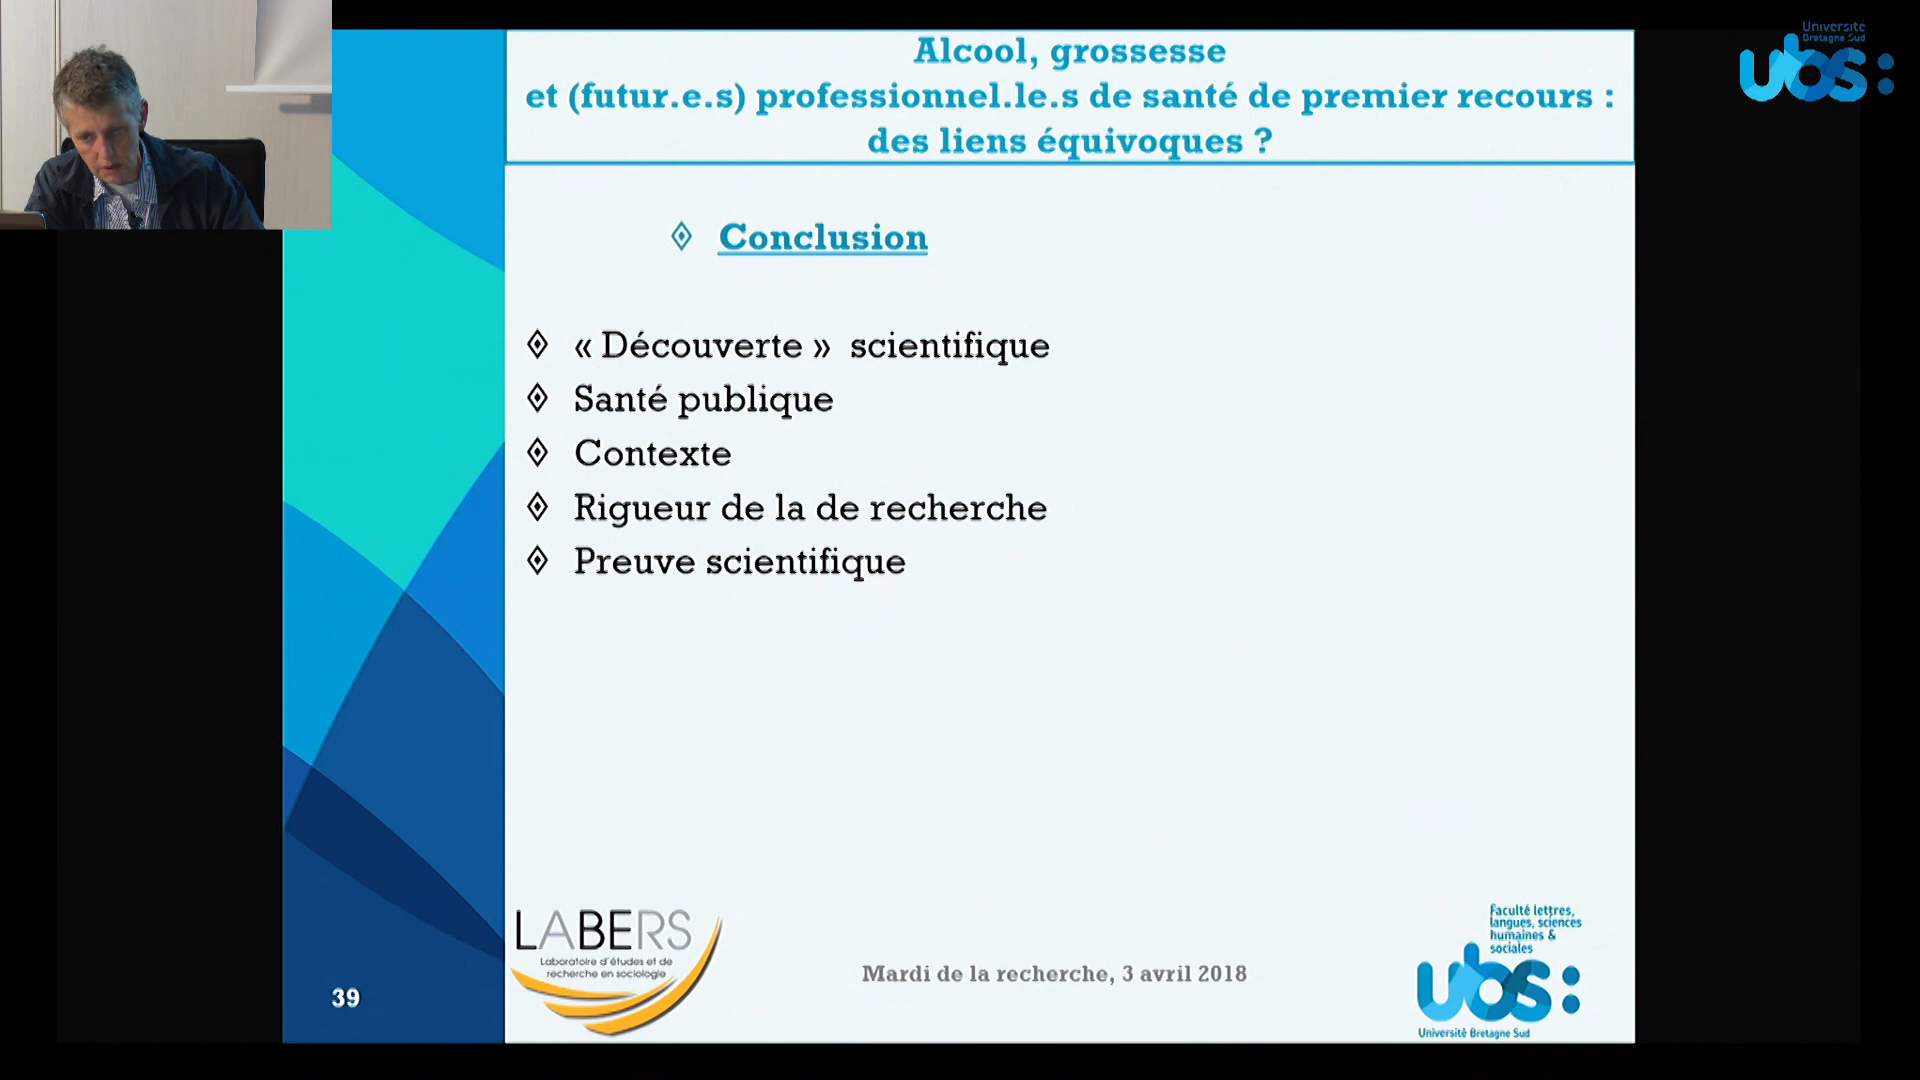 Université
Bretagne Sud
ubs:
Alcool, grossesse
et (futur.e.s) professionnel.le.s de santé de premier recours :
des liens équivoques ?
Conclusion
« Découverte » scientifique
Santé publique
Contexte
Rigueur de la de recherche
Preuve scientifique
LABERS
Laboratoire d'études et de
recherche en sociologie
Mardi de la recherche, 3 avril 2018
Faculté lettres,
langues, sciences
humaines &
sociales
ubs:
Université Bretagne Sud
39